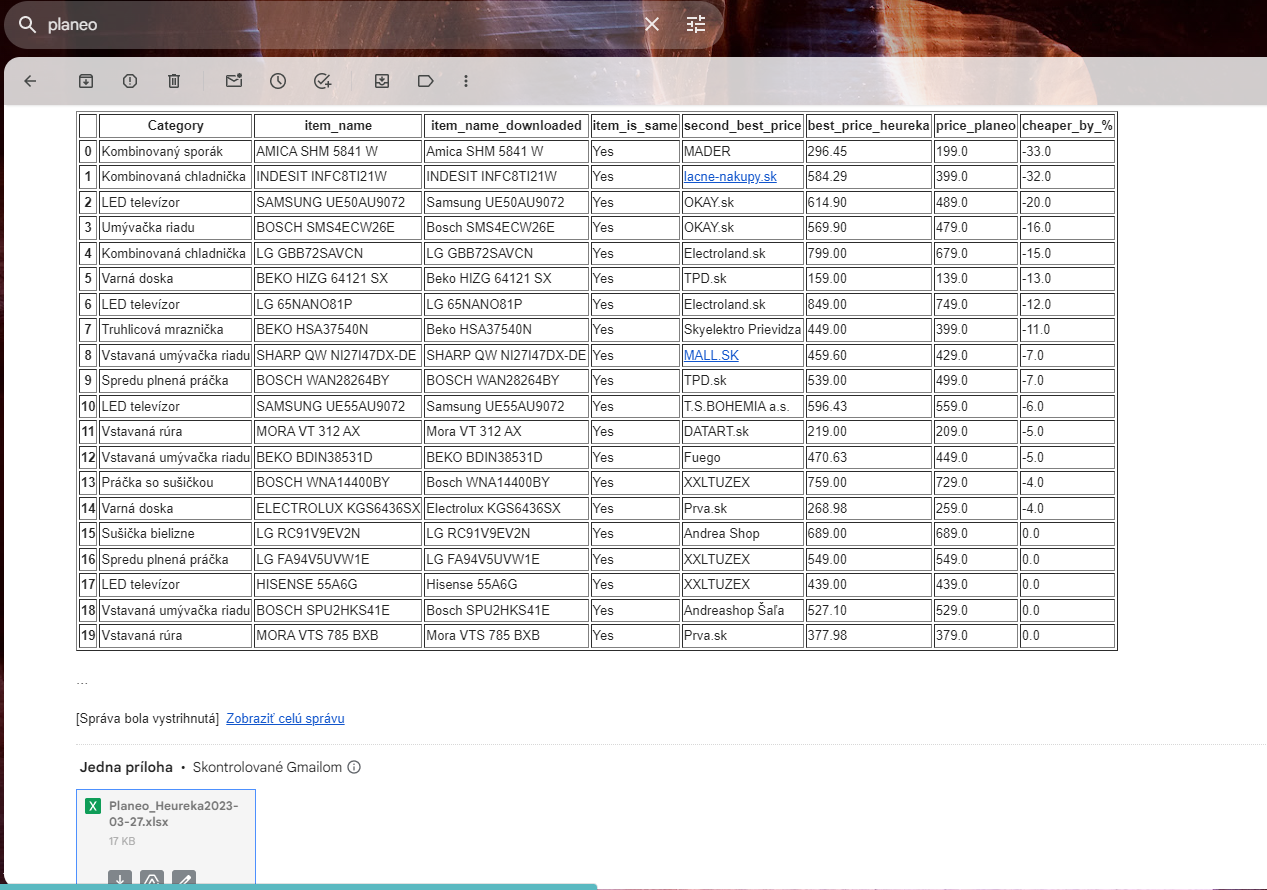 planeo
Category item_name item_name_downloaded item_is_same second_best_price best_price_heureka price_planeo cheaper_by_%
0 Kombinovaný sporák AMICA SHM 5841 W Amica SHM 5841 W Yes MADER 296.45 199.0 -33.0
1 Kombinovaná chladnička INDESIT INFC8TI21W INDESIT INFC8TI21W Yes lacne-nakupy.sk 584.29 399.0 -32.0
2 LED televízor SAMSUNG UE50AU9072 Samsung UE50AU9072 Yes OKAY.sk 614.90 489.0 -20.0
3 Umývačka riadu BOSCH SMS4ECW26E Bosch SMS4ECW26E Yes OKAY.sk 569.90 479.0 -16.0
4 Kombinovaná chladnička LG GBB72SAVCN LG GBB72SAVCN Yes Electroland.sk 799.00 679.0 -15.0
5 Varná doska BEKO HIZG 64121 SX Beko HIZG 64121 SX Yes TPD.sk 159.00 139.0 -13.0
6 LED televízor LG 65NANO81P LG 65NANO81P Yes Electroland.sk 849.00 749.0 -12.0
7 Truhlicová mraznička BEKO HSA37540N Beko HSA37540N Yes Skyelektro Prievidza 449.00 399.0 -11.0
8 Vstavaná umývačka riadu SHARP QW NI27I47DX-DE SHARP QW NI27I47DX-DE Yes MALL.SK 459.60 429.0 -7.0
9 Spredu plnená práčka BOSCH WAN28264BY BOSCH WAN28264BY Yes TPD.sk 539.00 499.0 -7.0
10 LED televízor SAMSUNG UE55AU9072 Samsung UE55AU9072 Yes T.S.BOHEMIA a.s. 596.43 559.0 -6.0
11 Vstavaná rúra MORA VT 312 AX Mora VT 312 AX Yes DATART.sk 219.00 209.0 -5.0
12 Vstavaná umývačka riadu BEKO BDIN38531D BEKO BDIN38531D Yes Fuego 470.63 449.0 -5.0
13 Práčka so sušičkou BOSCH WNA14400BY Bosch WNA14400BY Yes XXLTUZEX 759.00 729.0 -4.0
14 Varná doska ELECTROLUX KGS6436SX Electrolux KGS6436SX Yes Prva.sk 268.98 259.0 -4.0
15 Sušička bielizne LG RC91V9EV2N LG RC91V9EV2N Yes Andrea Shop 689.00 689.0 0.0
16 Spredu plnená práčka LG FA94V5UVW1E LG FA94V5UVW1E Yes XXLTUZEX 549.00 549.0 0.0
17 LED televízor HISENSE 55A6G Hisense 55A6G Yes XXLTUZEX 439.00 439.0 0.0
18 Vstavaná umývačka riadu BOSCH SPU2HKS41E Bosch SPU2HKS41E Yes Andreashop Šaľa 527.10 529.0 0.0
19 Vstavaná rúra MORA VTS 785 BXB Mora VTS 785 BXB Yes Prva.sk 377.98 379.0 0.0
...
[Správa bola vystrihnutá] Zobraziť celú správu
Jedna príloha • Skontrolované Gmailom
X Planeo_Heureka2023-
03-27.xlsx
17 KB